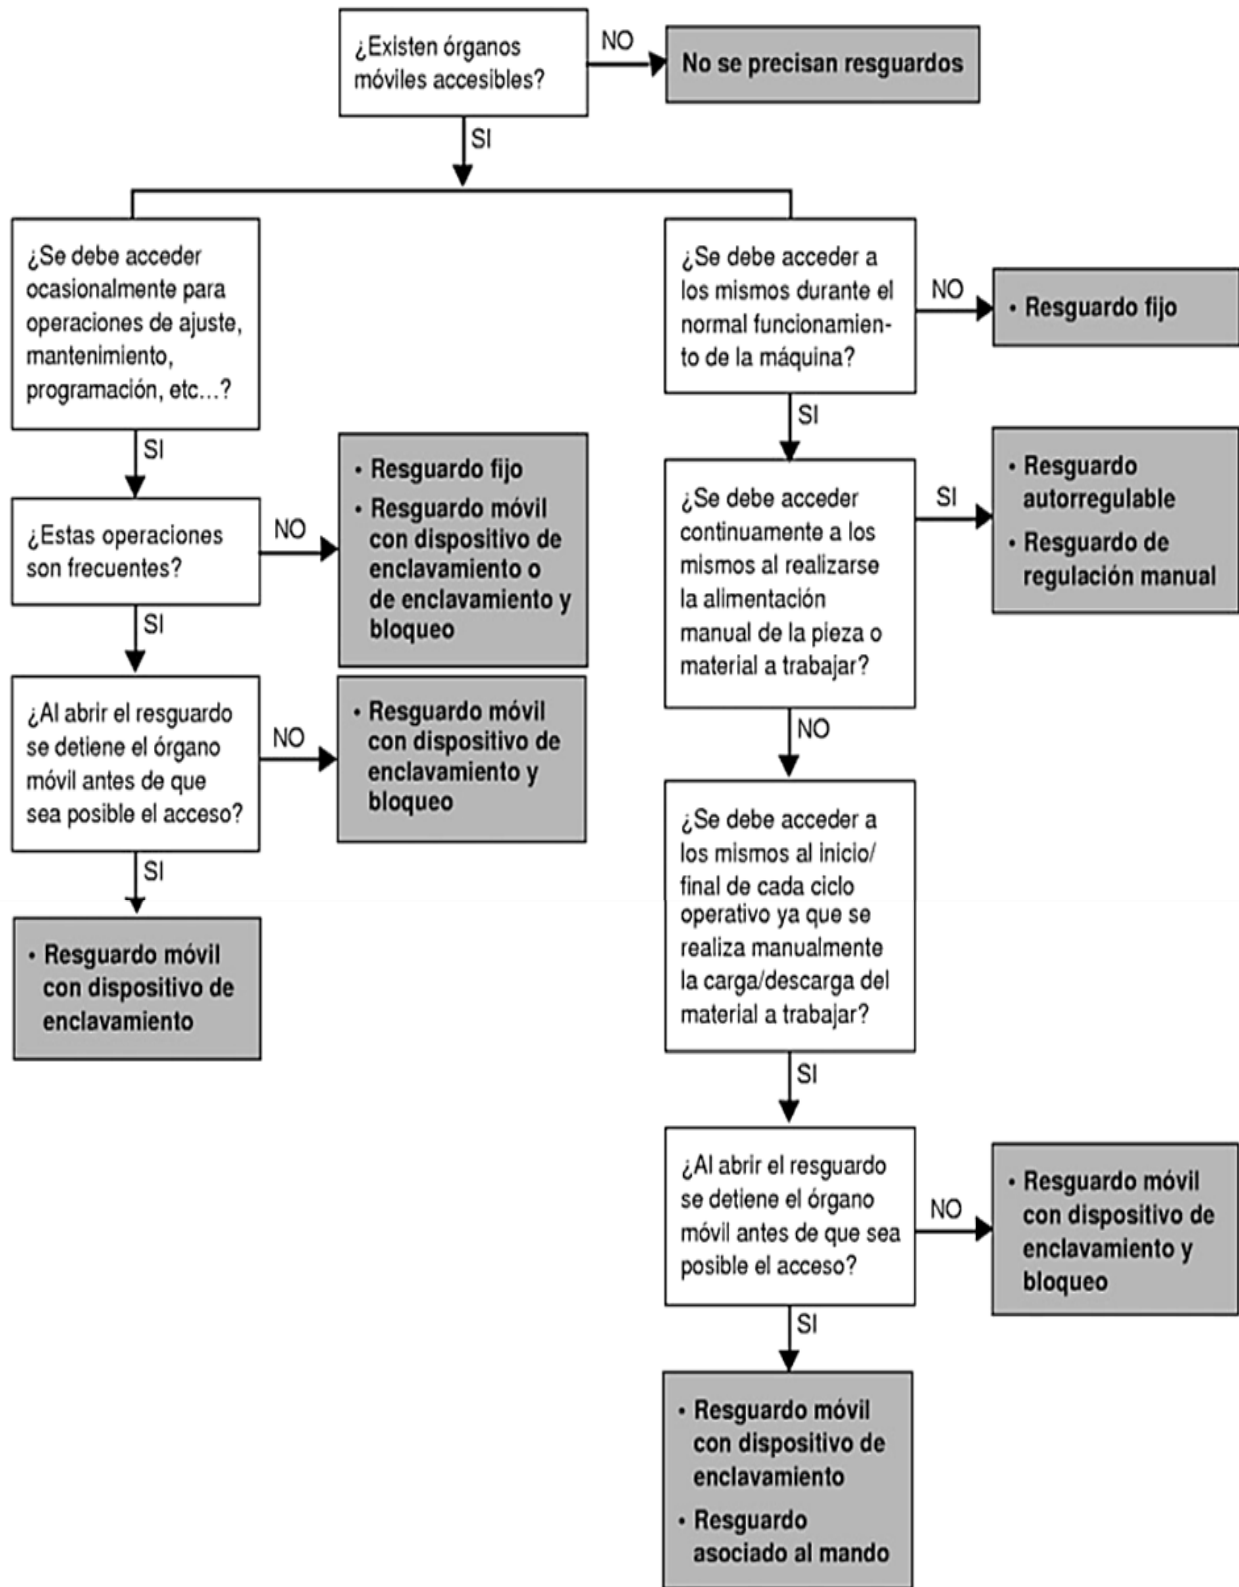 ¿Existen órganos
móviles accesibles?
NO
No se precisan resguardos
SI
¿Se debe acceder
ocasionalmente para
operaciones de ajuste,
mantenimiento,
programación, etc...?
SI
¿Estas operaciones
son frecuentes?
NO
• Resguardo fijo
• Resguardo móvil
con dispositivo de
enclavamiento o
de enclavamiento y
bloqueo
SI
¿Al abrir el resguardo
se detiene el órgano
móvil antes de que
sea posible el acceso?
NO
• Resguardo móvil
con dispositivo de
enclavamiento y
bloqueo
SI
• Resguardo móvil
con dispositivo de
enclavamiento
¿Se debe acceder a
los mismos durante el
normal funcionamien-
to de la máquina?
NO
• Resguardo fijo
SI
¿Se debe acceder
continuamente a los
mismos al realizarse
la alimentación
manual de la pieza o
material a trabajar?
SI
• Resguardo
autorregulable
• Resguardo de
regulación manual
NO
¿Se debe acceder a
los mismos al inicio/
final de cada ciclo
operativo ya que se
realiza manualmente
la carga/descarga del
material a trabajar?
SI
¿Al abrir el resguardo
se detiene el órgano
móvil antes de que sea
posible el acceso?
NO
• Resguardo móvil
con dispositivo de
enclavamiento y
bloqueo
SI
• Resguardo móvil
con dispositivo de
enclavamiento
• Resguardo
asociado al mando